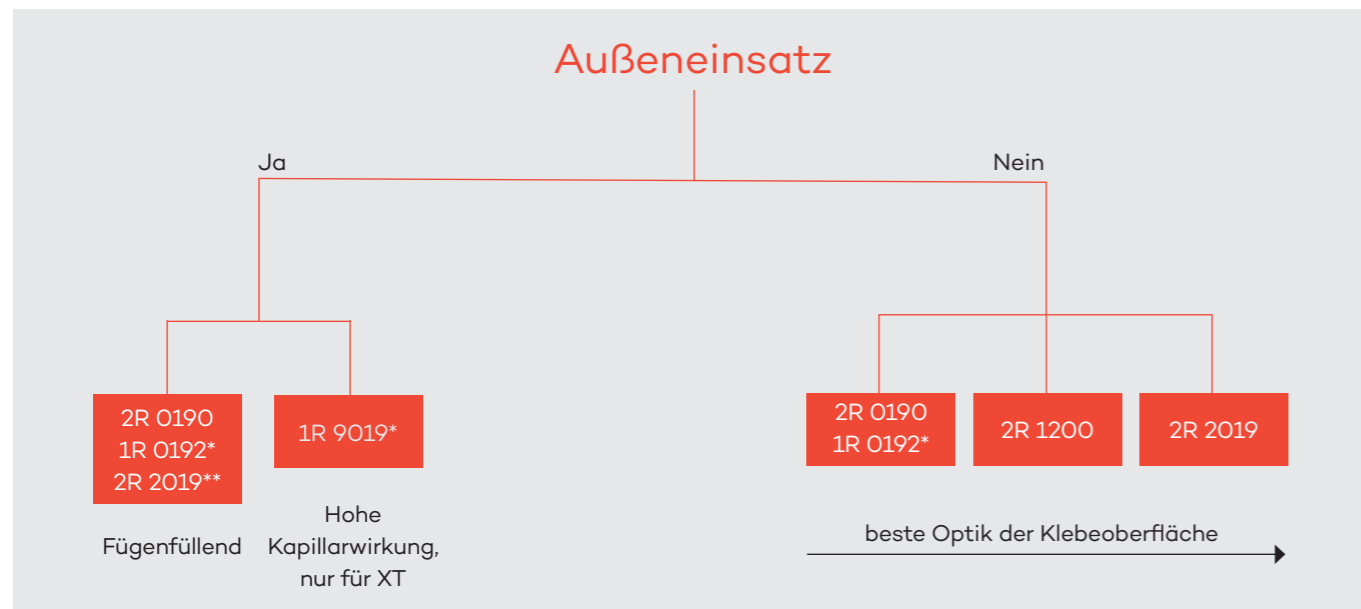 Außeneinsatz
Ja
Nein
2R 0190
1R 0192*
2R 2019**
Fügenfüllend
1R 9019*
Hohe
Kapillarwirkung,
nur für XT
2R 0190
1R 0192*
2R 1200
2R 2019
beste Optik der Klebeoberfläche